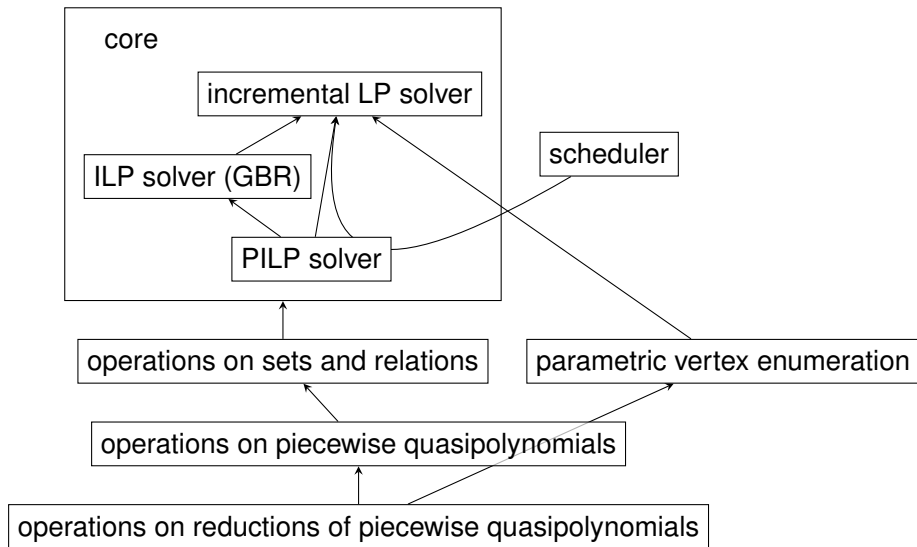 core
incremental LP solver
scheduler
ILP solver (GBR)
PILP solver
operations on sets and relations
parametric vertex enumeration
operations on piecewise quasipolynomials
operations on reductions of piecewise quasipolynomials